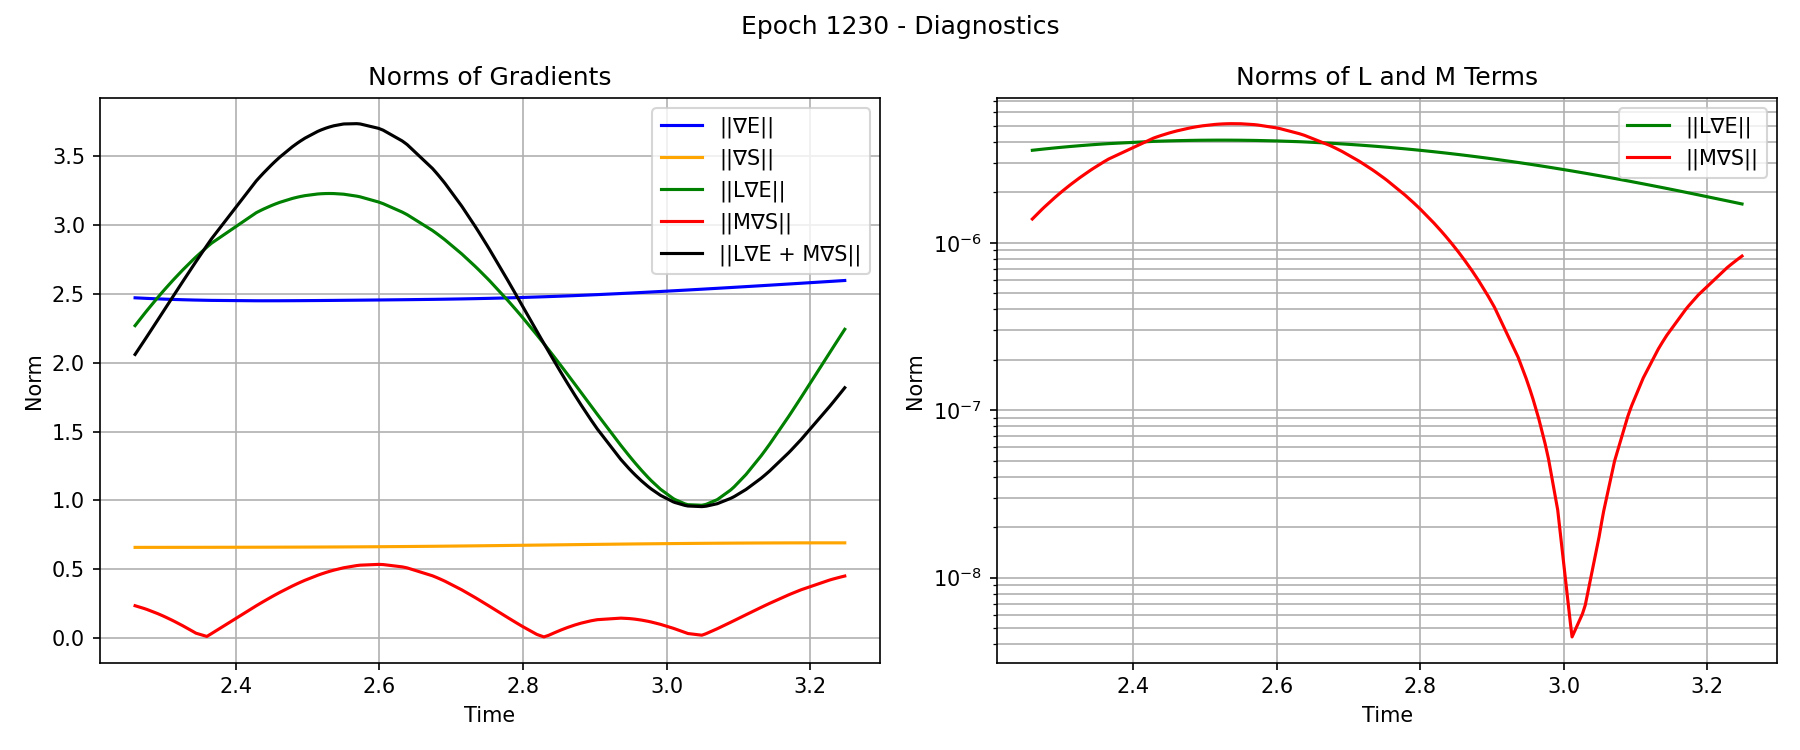 Epoch 1230 - Diagnostics
Norms of Gradients
||∇E||
||∇S||
||L∇E||
||M∇S||
||L∇E + M∇S||
3.5
3.0
2.5
2.0
1.5
1.0
0.5
0.0
Norm
2.4 2.6 2.8 3.0 3.2
Time
Norms of L and M Terms
||L∇E||
||M∇S||
10⁻⁶
10⁻⁷
10⁻⁸
Norm
2.4 2.6 2.8 3.0 3.2
Time